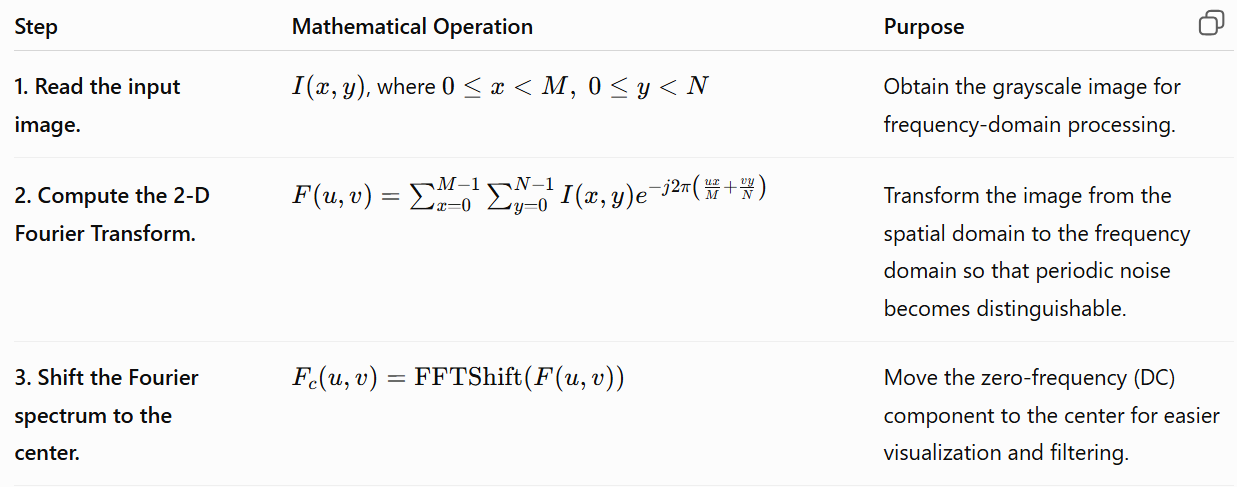 Step Mathematical Operation Purpose
1. Read the input image. I(x, y), where 0 ≤ x < M, 0 ≤ y < N Obtain the grayscale image for frequency-domain processing.
2. Compute the 2-D Fourier Transform. F(u, v) = ∑_{x=0}^{M−1} ∑_{y=0}^{N−1} I(x, y)e^{−j2π(ux/M + vy/N)} Transform the image from the spatial domain to the frequency domain so that periodic noise becomes distinguishable.
3. Shift the Fourier spectrum to the center. F_c(u, v) = FFTShift(F(u, v)) Move the zero-frequency (DC) component to the center for easier visualization and filtering.